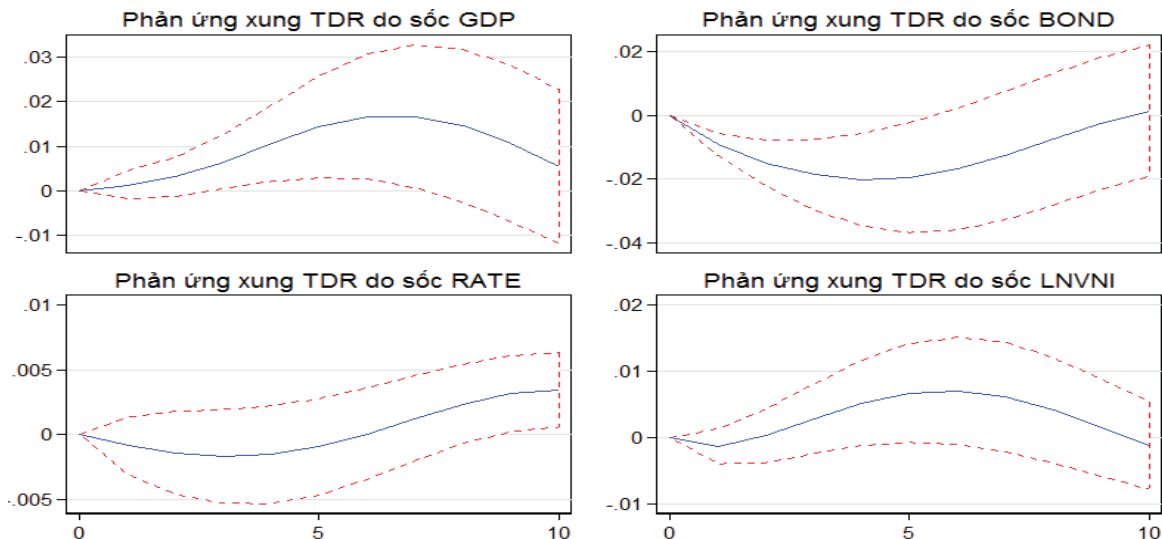 Phản ứng xung TDR do sốc GDP
.03
.02
.01
0
-.01
Phản ứng xung TDR do sốc BOND
.02
0
-.02
-.04
Phản ứng xung TDR do sốc RATE
.01
.005
0
-.005
0 5 10
Phản ứng xung TDR do sốc LNVNI
.02
.01
0
-.01
0 5 10